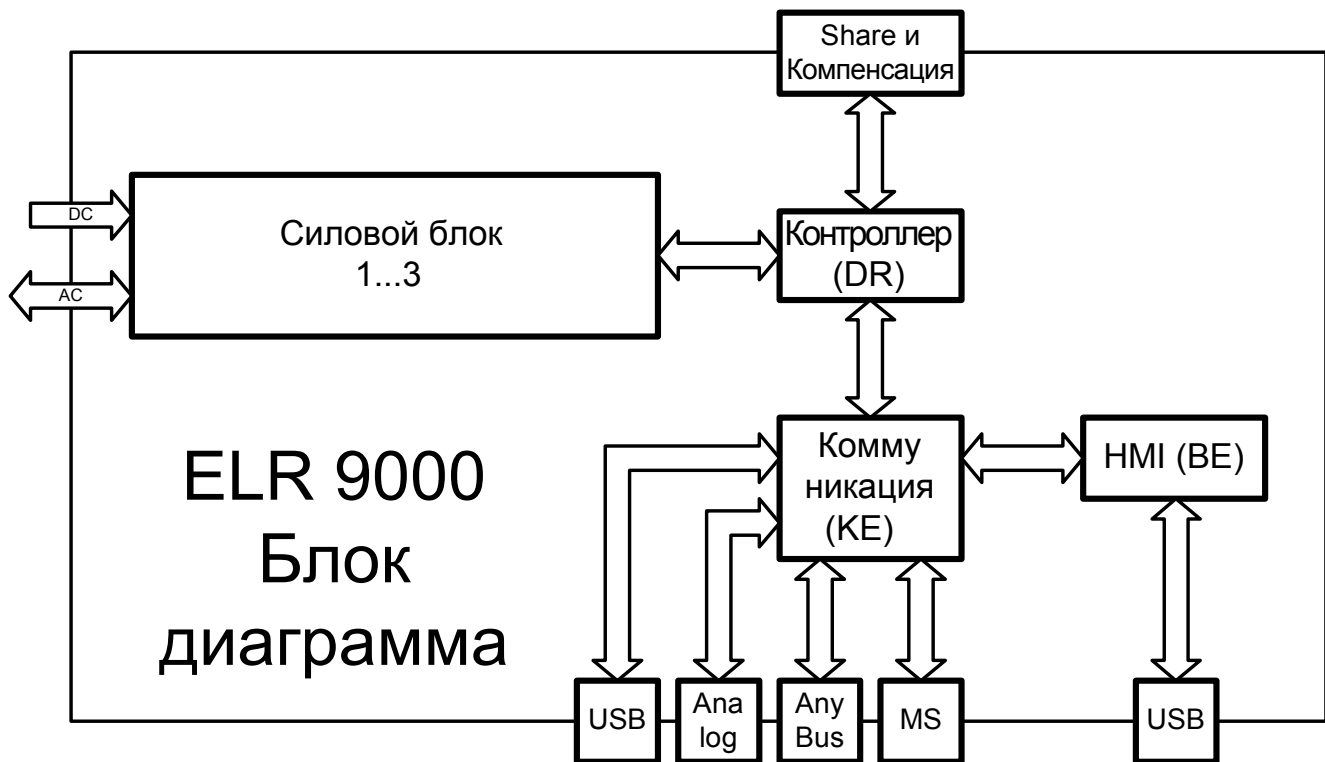 Share и
Компенсация
DC
AC
Силовой блок
1...3
Контроллер
(DR)
Комму
никация
(KE)
HMI (BE)
ELR 9000
Блок
диаграмма
USB
Ana
log
Any
Bus
MS
USB